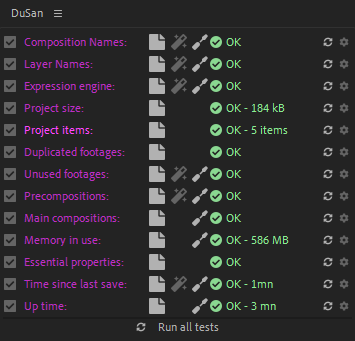 DuSan
Composition Names: OK
Layer Names: OK
Expression engine: OK
Project size: OK - 184 kB
Project items: OK - 5 items
Duplicated footages: OK
Unused footages: OK
Precompositions: OK
Main compositions: OK
Memory in use: OK - 586 MB
Essential properties: OK
Time since last save: OK - 1mn
Up time: OK - 3 mn
Run all tests